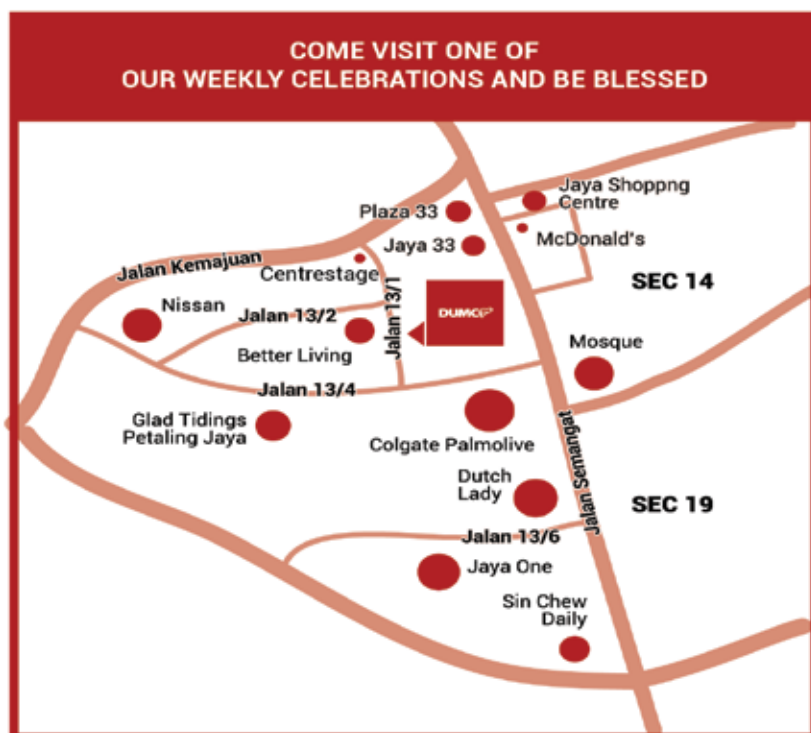 COME VISIT ONE OF
OUR WEEKLY CELEBRATIONS AND BE BLESSED
Jaya Shoppng
Centre
Plaza 33
McDonald's
Jaya 33
Jalan Kemajuan
Centrestage
SEC 14
Nissan
Jalan 13/1
Jalan 13/2
DUMC
Better Living
Mosque
Jalan 13/4
Glad Tidings
Petaling Jaya
Colgate Palmolive
Jalan Semangat
Dutch
Lady
SEC 19
Jalan 13/6
Jaya One
Sin Chew
Daily